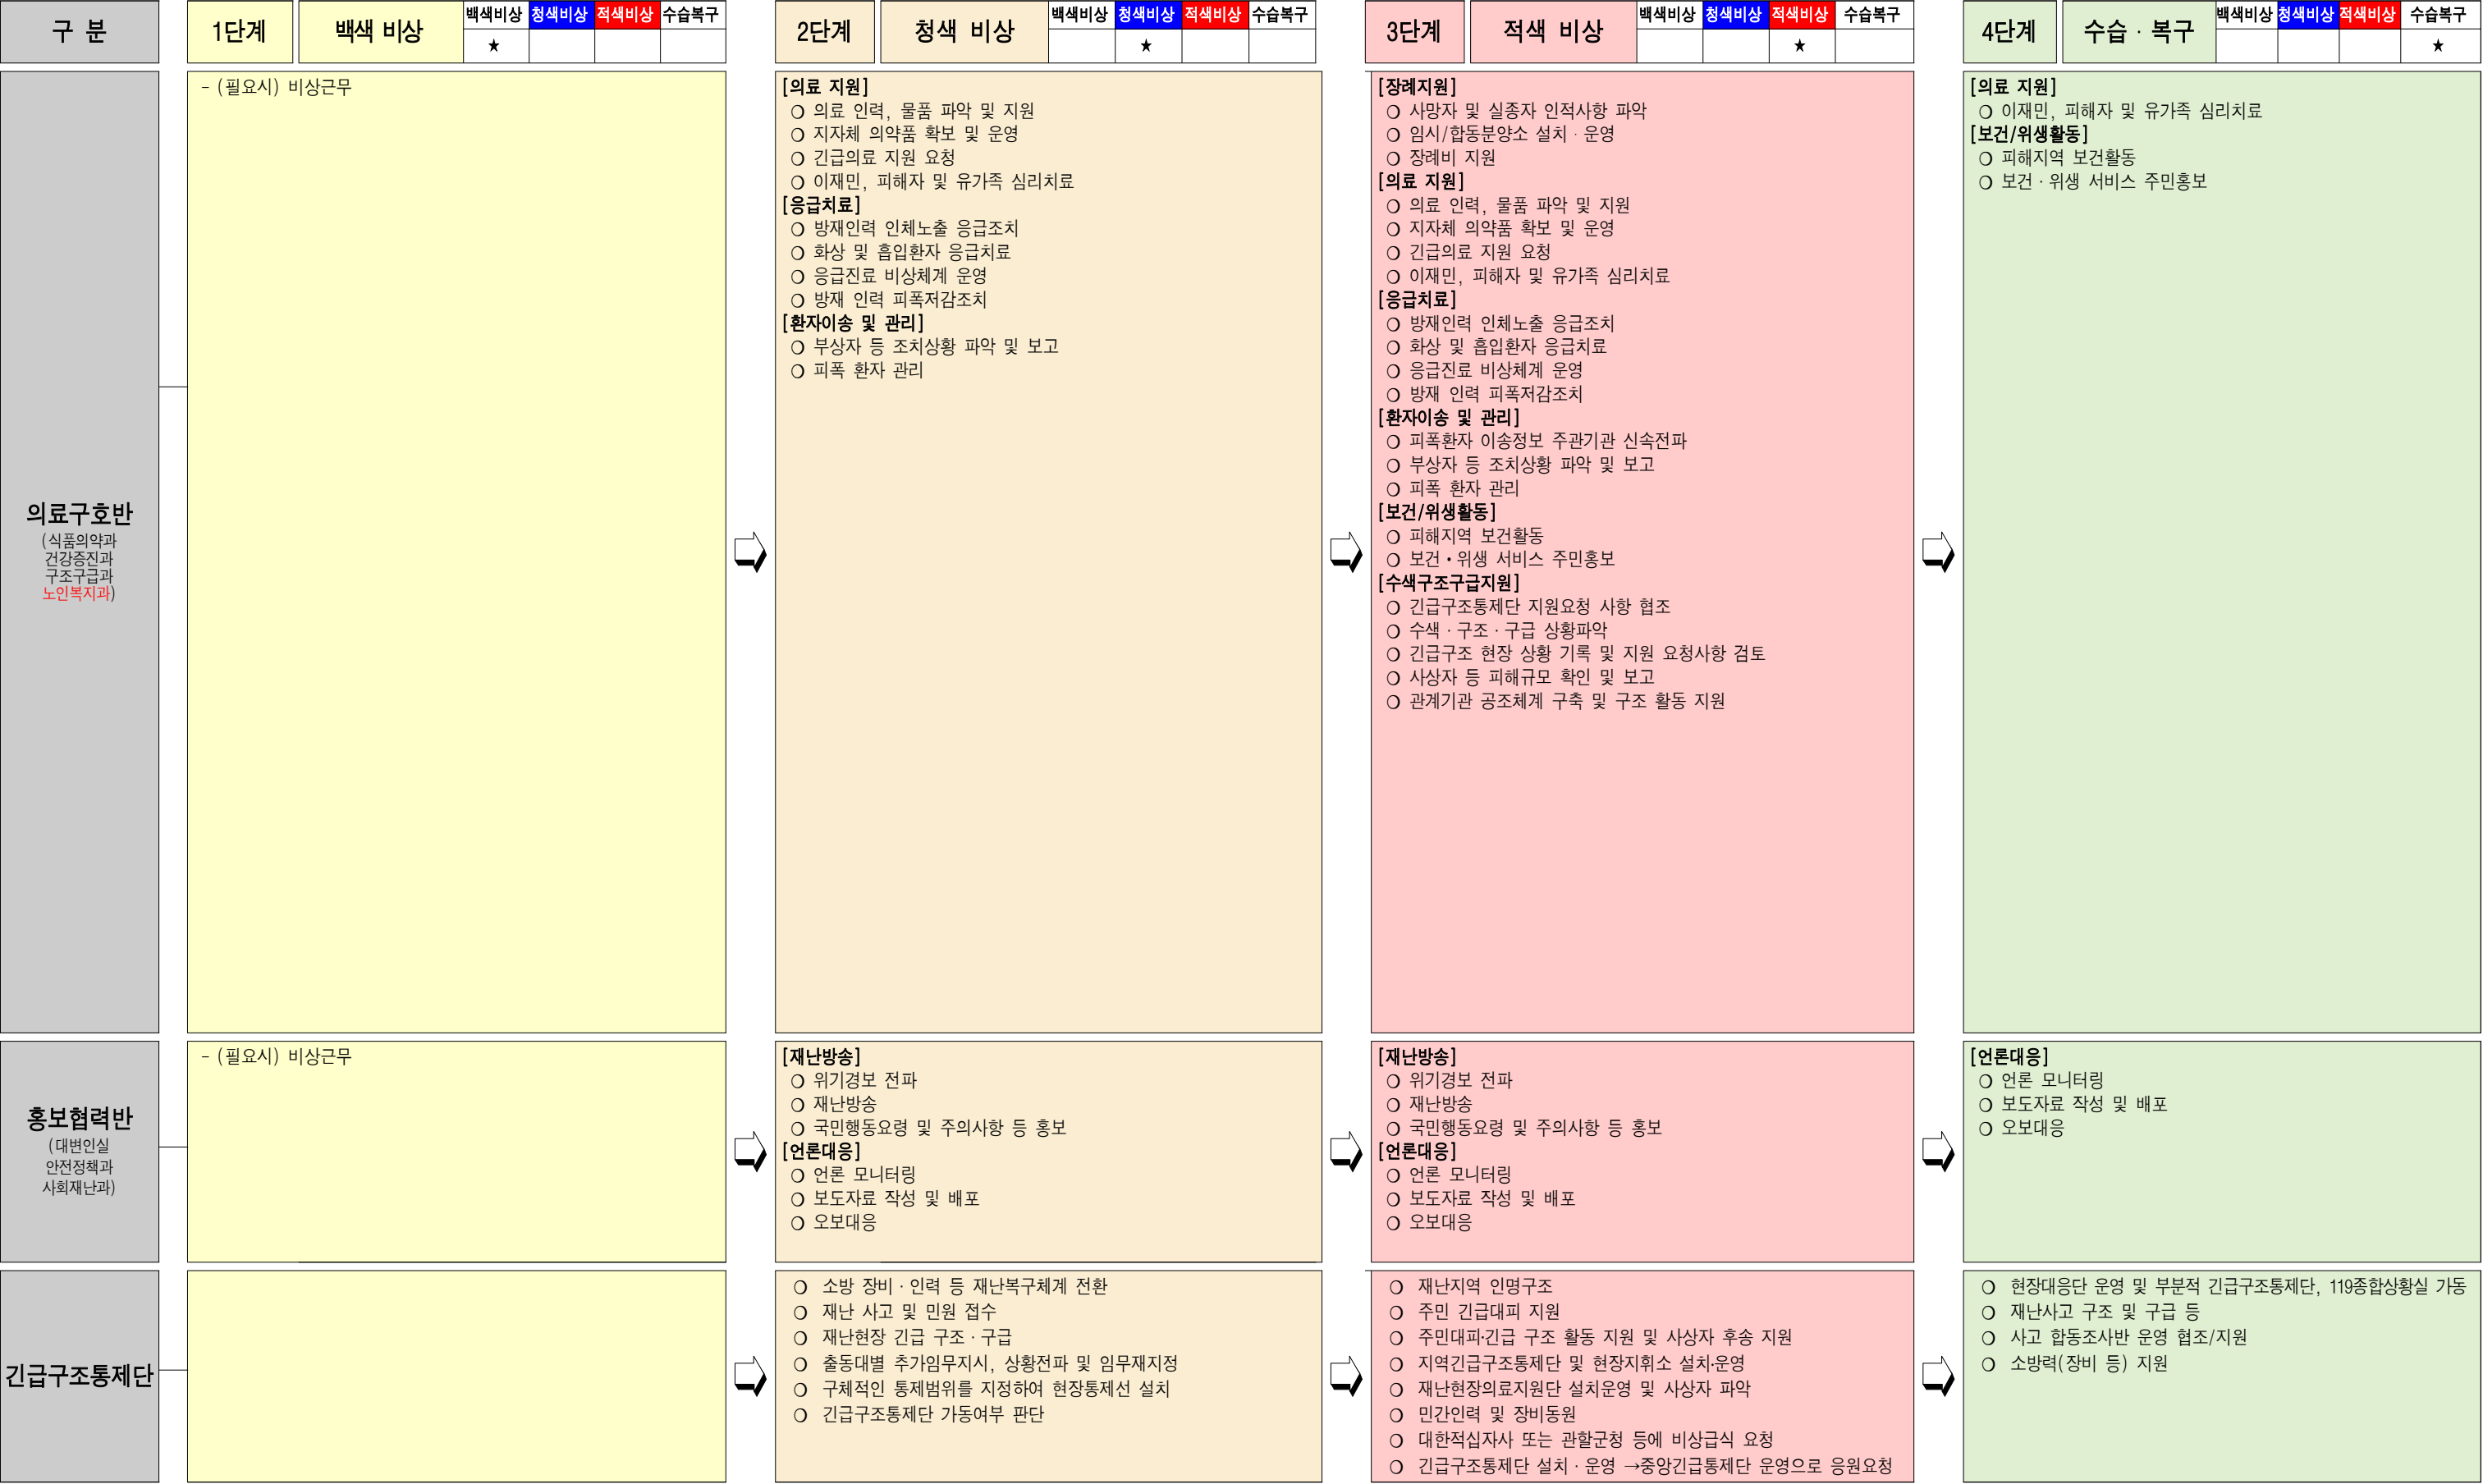 구 분
1단계
백색 비상
백색비상 청색비상 적색비상 수습복구
★
2단계
청색 비상
백색비상 청색비상 적색비상 수습복구
★
3단계
적색 비상
백색비상 청색비상 적색비상 수습복구
★
4단계
수습 · 복구
백색비상 청색비상 적색비상 수습복구
★
의료구호반
(식품의약과
건강증진과
구조구급과
노인복지과)
- (필요시) 비상근무
[의료 지원]
❍ 의료 인력, 물품 파악 및 지원
❍ 지자체 의약품 확보 및 운영
❍ 긴급의료 지원 요청
❍ 이재민, 피해자 및 유가족 심리치료
[응급치료]
❍ 방재인력 인체노출 응급조치
❍ 화상 및 흡입환자 응급치료
❍ 응급진료 비상체계 운영
❍ 방재 인력 피폭저감조치
[환자이송 및 관리]
❍ 부상자 등 조치상황 파악 및 보고
❍ 피폭 환자 관리
[장례지원]
❍ 사망자 및 실종자 인적사항 파악
❍ 임시/합동분양소 설치 · 운영
❍ 장례비 지원
[의료 지원]
❍ 의료 인력, 물품 파악 및 지원
❍ 지자체 의약품 확보 및 운영
❍ 긴급의료 지원 요청
❍ 이재민, 피해자 및 유가족 심리치료
[응급치료]
❍ 방재인력 인체노출 응급조치
❍ 화상 및 흡입환자 응급치료
❍ 응급진료 비상체계 운영
❍ 방재 인력 피폭저감조치
[환자이송 및 관리]
❍ 피폭환자 이송정보 주관기관 신속전파
❍ 부상자 등 조치상황 파악 및 보고
❍ 피폭 환자 관리
[보건/위생활동]
❍ 피해지역 보건활동
❍ 보건・위생 서비스 주민홍보
[수색구조구급지원]
❍ 긴급구조통제단 지원요청 사항 협조
❍ 수색 · 구조 · 구급 상황파악
❍ 긴급구조 현장 상황 기록 및 지원 요청사항 검토
❍ 사상자 등 피해규모 확인 및 보고
❍ 관계기관 공조체계 구축 및 구조 활동 지원
[의료 지원]
❍ 이재민, 피해자 및 유가족 심리치료
[보건/위생활동]
❍ 피해지역 보건활동
❍ 보건 · 위생 서비스 주민홍보
홍보협력반
(대변인실
안전정책과
사회재난과)
- (필요시) 비상근무
[재난방송]
❍ 위기경보 전파
❍ 재난방송
❍ 국민행동요령 및 주의사항 등 홍보
[언론대응]
❍ 언론 모니터링
❍ 보도자료 작성 및 배포
❍ 오보대응
[재난방송]
❍ 위기경보 전파
❍ 재난방송
❍ 국민행동요령 및 주의사항 등 홍보
[언론대응]
❍ 언론 모니터링
❍ 보도자료 작성 및 배포
❍ 오보대응
[언론대응]
❍ 언론 모니터링
❍ 보도자료 작성 및 배포
❍ 오보대응
긴급구조통제단
❍ 소방 장비 · 인력 등 재난복구체계 전환
❍ 재난 사고 및 민원 접수
❍ 재난현장 긴급 구조 · 구급
❍ 출동대별 추가임무지시, 상황전파 및 임무재지정
❍ 구체적인 통제범위를 지정하여 현장통제선 설치
❍ 긴급구조통제단 가동여부 판단
❍ 재난지역 인명구조
❍ 주민 긴급대피 지원
❍ 주민대피·긴급 구조 활동 지원 및 사상자 후송 지원
❍ 지역긴급구조통제단 및 현장지휘소 설치·운영
❍ 재난현장의료지원단 설치운영 및 사상자 파악
❍ 민간인력 및 장비동원
❍ 대한적십자사 또는 관할군청 등에 비상급식 요청
❍ 긴급구조통제단 설치 · 운영 →중앙긴급통제단 운영으로 응원요청
❍ 현장대응단 운영 및 부분적 긴급구조통제단, 119종합상황실 가동
❍ 재난사고 구조 및 구급 등
❍ 사고 합동조사반 운영 협조/지원
❍ 소방력(장비 등) 지원